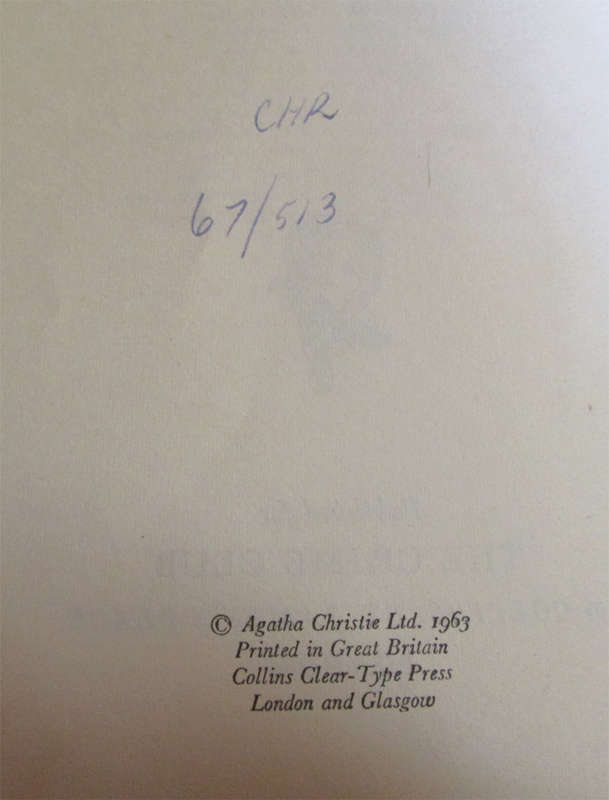 CHR
67/513
© Agatha Christie Ltd. 1963
Printed in Great Britain
Collins Clear-Type Press
London and Glasgow